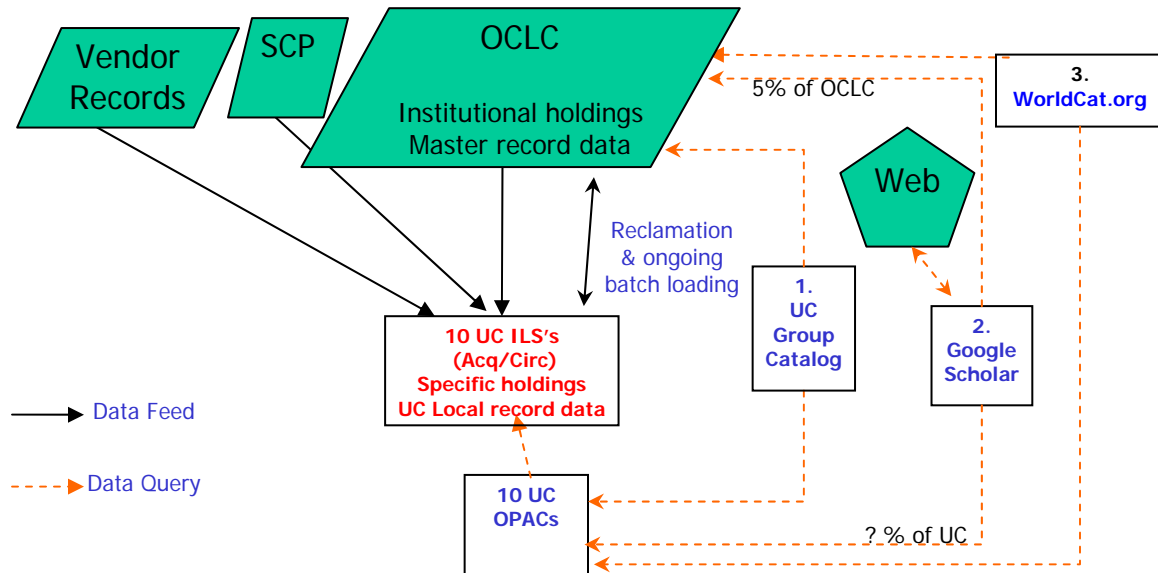 Vendor
Records
SCP
OCLC
Institutional holdings
Master record data
5% of OCLC
3.
WorldCat.org
Web
Reclamation
& ongoing
batch loading
1.
UC
Group
Catalog
2.
Google
Scholar
10 UC ILS's
(Acq/Circ)
Specific holdings
UC Local record data
Data Feed
Data Query
10 UC
OPACs
? % of UC